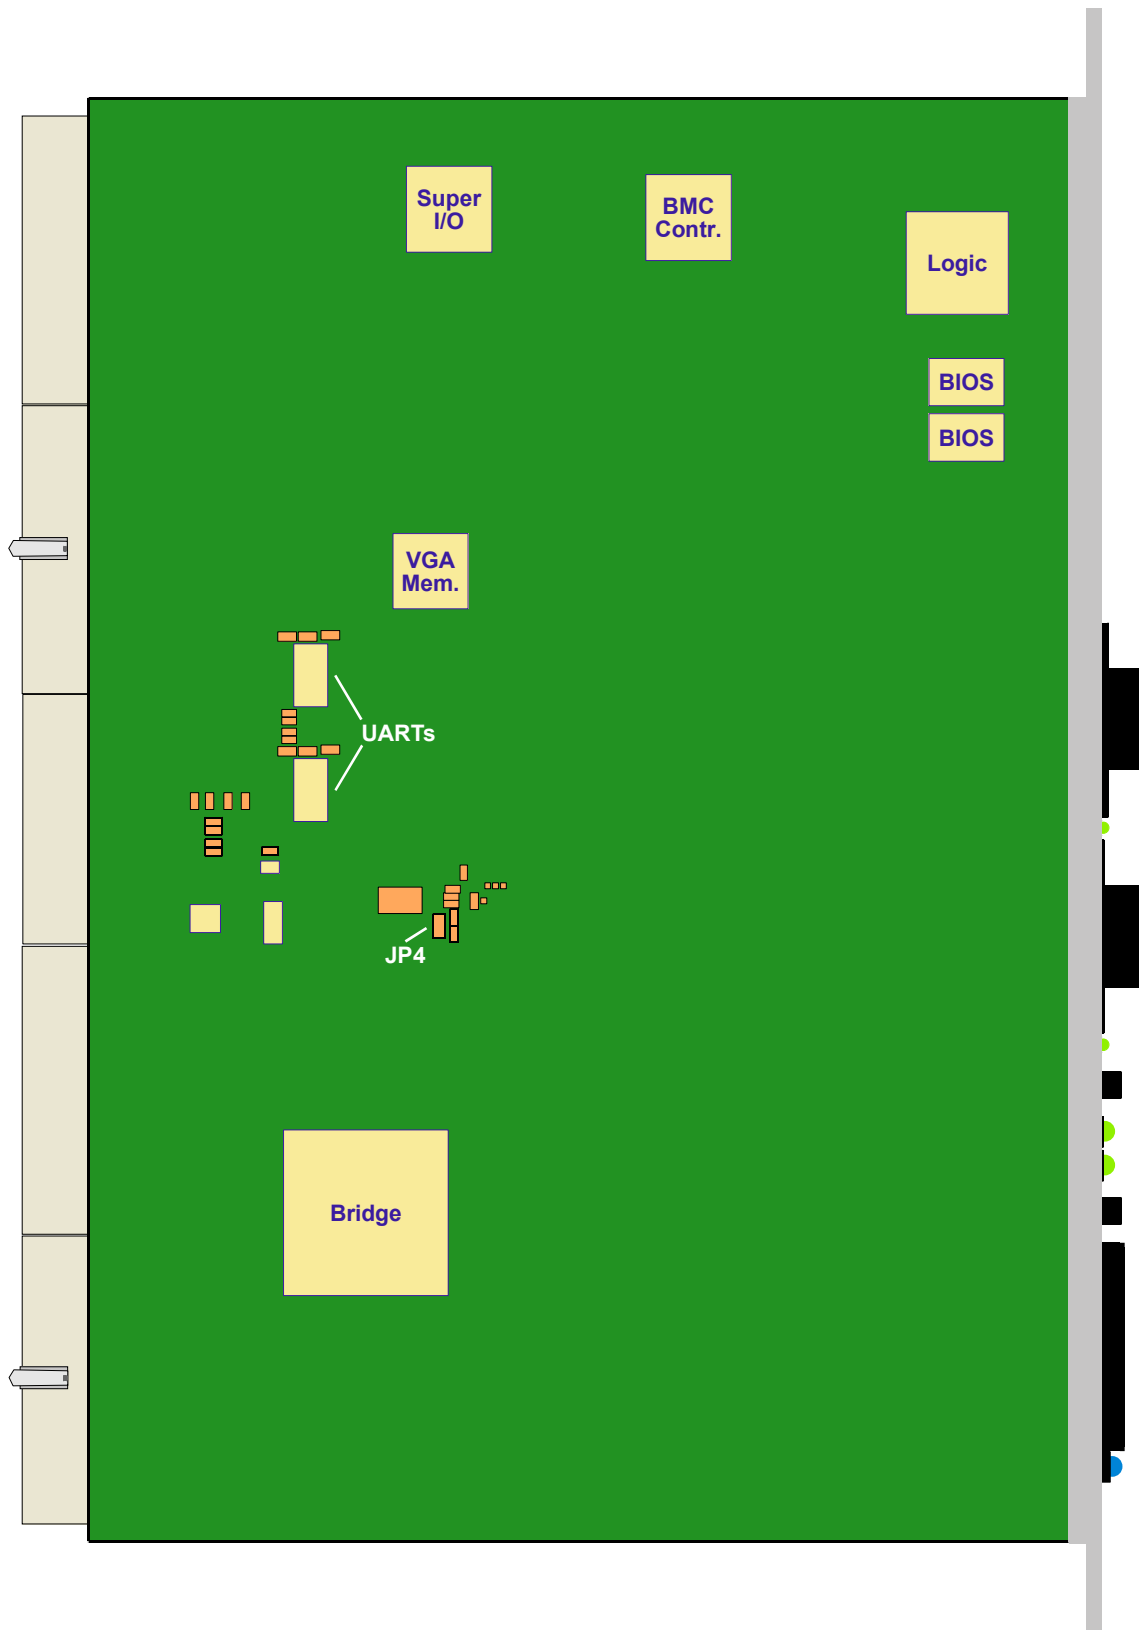 Super
I/O
BMC
Contr.
Logic
BIOS
BIOS
VGA
Mem.
UARTs
JP4
Bridge